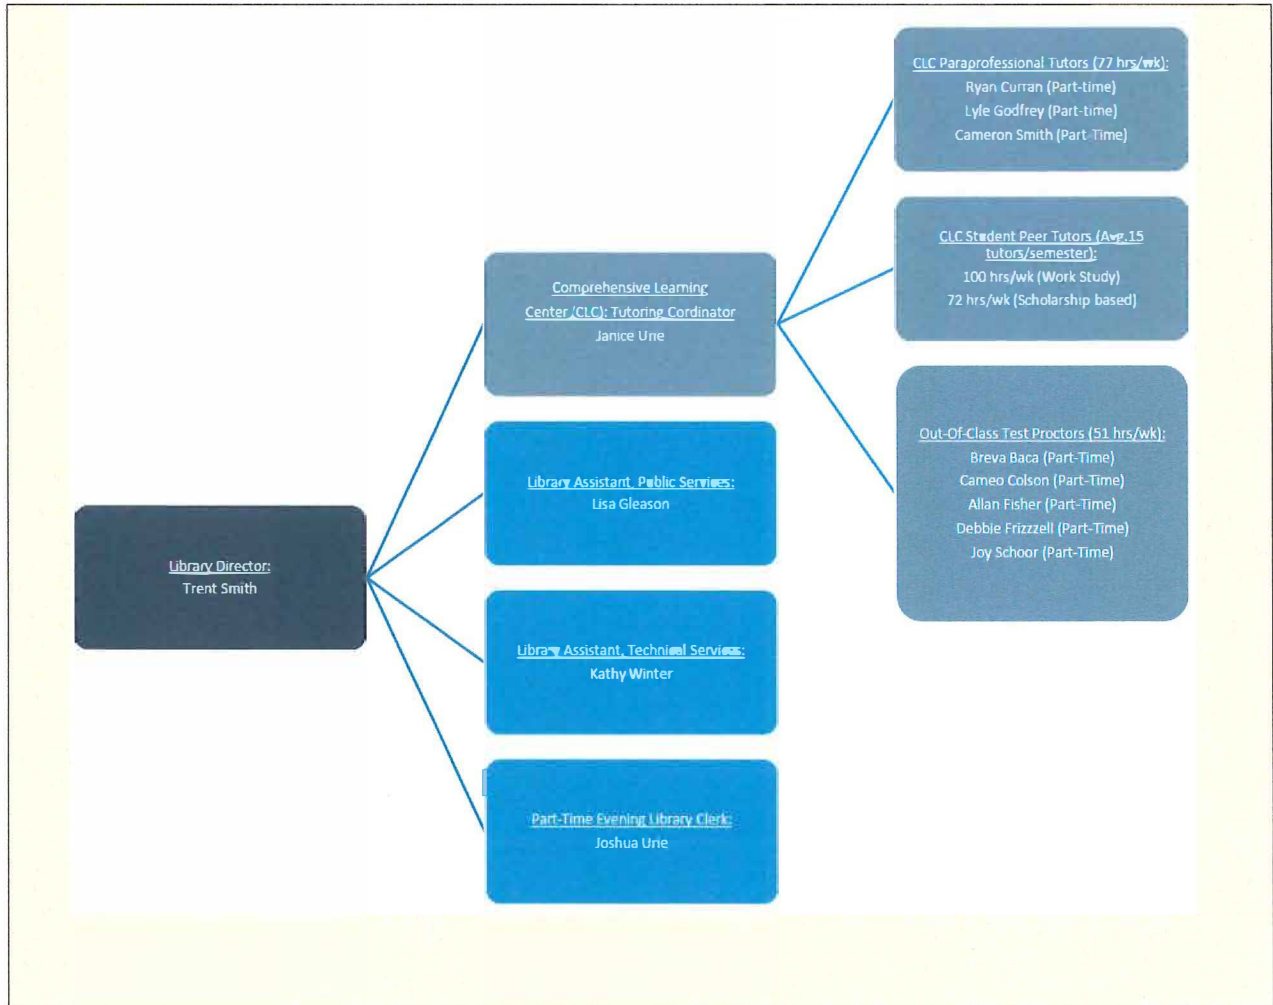 CLC Paraprofessional Tutors (77 hrs/wk):
Ryan Curran (Part-time)
Lyle Godfrey (Part-time)
Cameron Smith (Part-Time)
CLC Student Peer Tutors (Avg.15
tutors/semester):
100 hrs/wk (Work Study)
72 hrs/wk (Scholarship based)
Comprehensive Learning
Center (CLC): Tutoring Cordinator
Janice Urie
Out-Of-Class Test Proctors (51 hrs/wk):
Breva Baca (Part-Time)
Cameo Colson (Part-Time)
Allan Fisher (Part-Time)
Debbie Frizzzell (Part-Time)
Joy Schoor (Part-Time)
Library Assistant, Public Services:
Lisa Gleason
Library Director:
Trent Smith
Library Assistant, Technical Services:
Kathy Winter
Part-Time Evening Library Clerk:
Joshua Urie